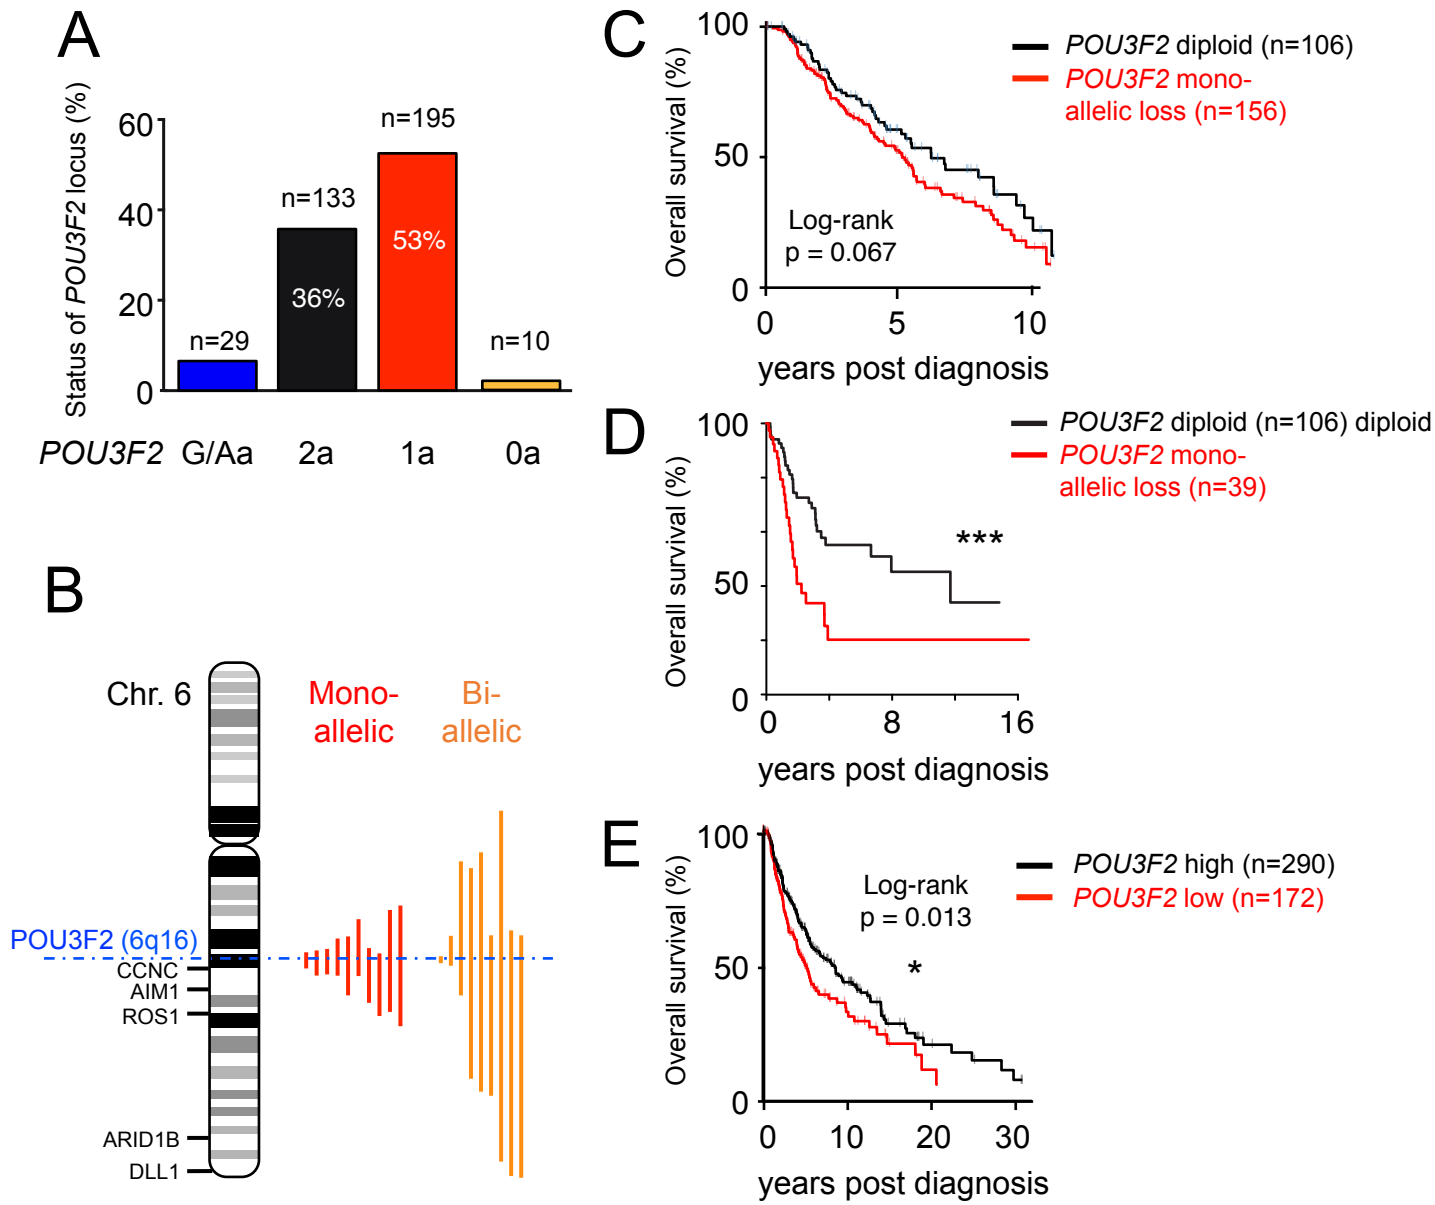 A
Status of POU3F2 locus (%)
60
40
20
0
n=29
n=133
36%
n=195
53%
n=10
POU3F2 G/Aa 2a 1a 0a
B
Chr. 6
Mono-
allelic
Bi-
allelic
POU3F2 (6q16)
CCNC
AIM1
ROS1
ARID1B
DLL1
C
Overall survival (%)
100
50
0
0 5 10
years post diagnosis
Log-rank
p = 0.067
POU3F2 diploid (n=106)
POU3F2 mono-
allelic loss (n=156)
D
Overall survival (%)
100
50
0
0 8 16
years post diagnosis
***
POU3F2 diploid (n=106) diploid
POU3F2 mono-
allelic loss (n=39)
E
Overall survival (%)
100
50
0
0 10 20 30
years post diagnosis
Log-rank
p = 0.013
*
POU3F2 high (n=290)
POU3F2 low (n=172)